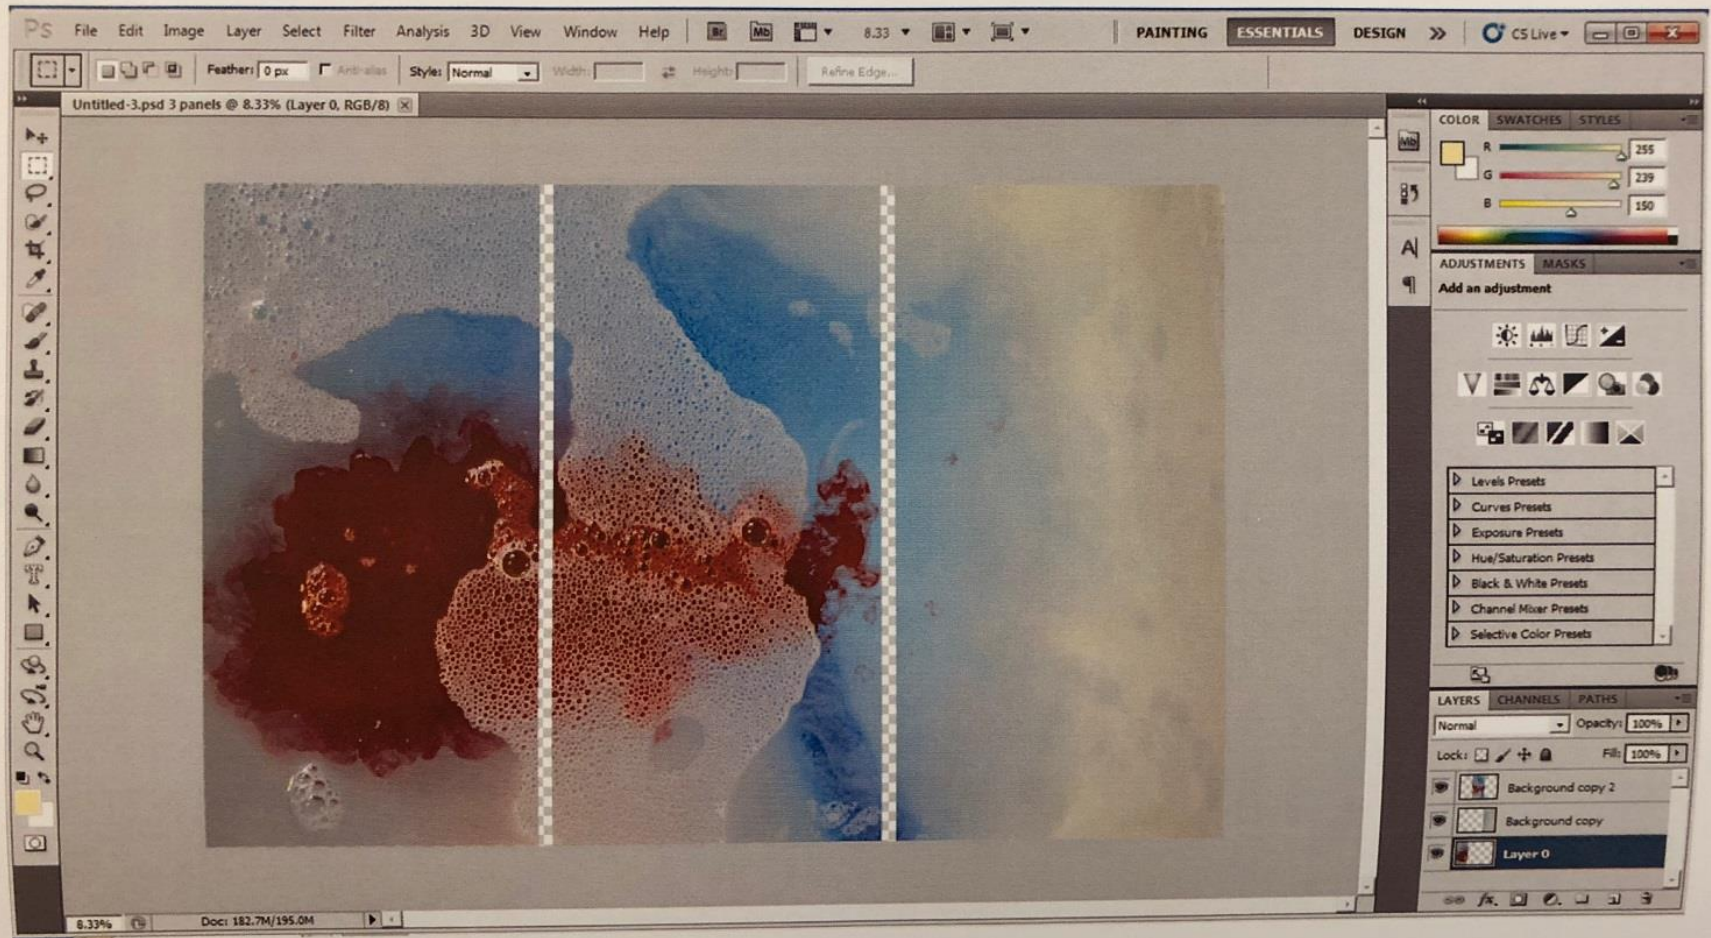 Ps File Edit Image Layer Select Filter Analysis 3D View Window Help Br Mb 8.33 PAINTING ESSENTIALS DESIGN CS Live
Feather: 0 px Anti-alias Style: Normal Width: Height: Refine Edge...
Untitled-3.psd 3 panels @ 8.33% (Layer 0, RGB/8)
COLOR SWATCHES STYLES
Mb
R 255
G 239
B 150
A
ADJUSTMENTS MASKS
Add an adjustment
Levels Presets
Curves Presets
Exposure Presets
Hue/Saturation Presets
Black & White Presets
Channel Mixer Presets
Selective Color Presets
LAYERS CHANNELS PATHS
Normal Opacity: 100%
Lock: Fill: 100%
Background copy 2
Background copy
Layer 0
8.33% Doc: 182.7M/195.0M